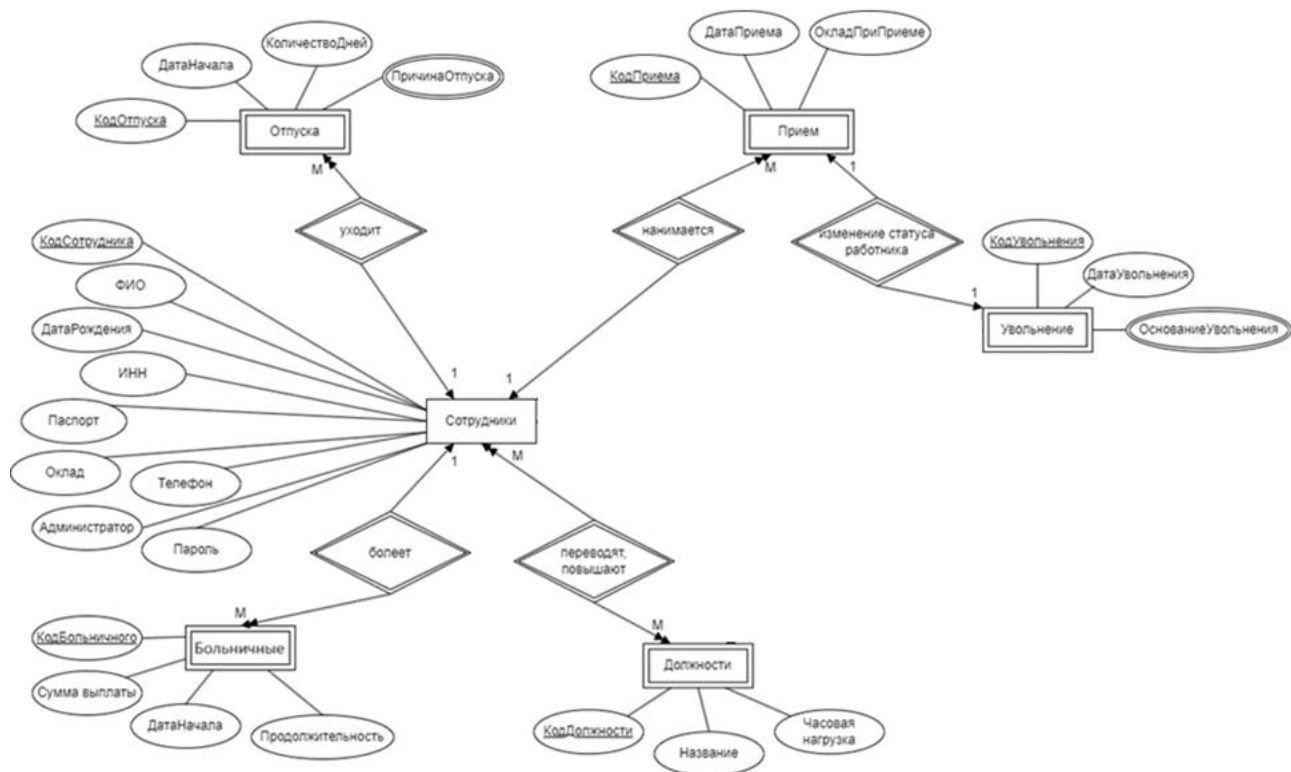 КоличествоДней
ДатаНачала
ПричинаОтпуска
КодОтпуска
Отпуска
М
ДатаПриема
ОкладПриПриеме
КодПриема
Прием
М
1
уходит
нанимается
изменение статуса
работника
КодУвольнения
ДатаУвольнения
1
Увольнение
ОснованиеУвольнения
КодСотрудника
ФИО
ДатаРождения
ИНН
Паспорт
Оклад
Телефон
Администратор
Пароль
1
1
Сотрудники
1
М
болеет
переводят,
повышают
М
М
КодБольничного
Больничные
Сумма выплаты
ДатаНачала
Продолжительность
Должности
КодДолжности
Название
Часовая
нагрузка